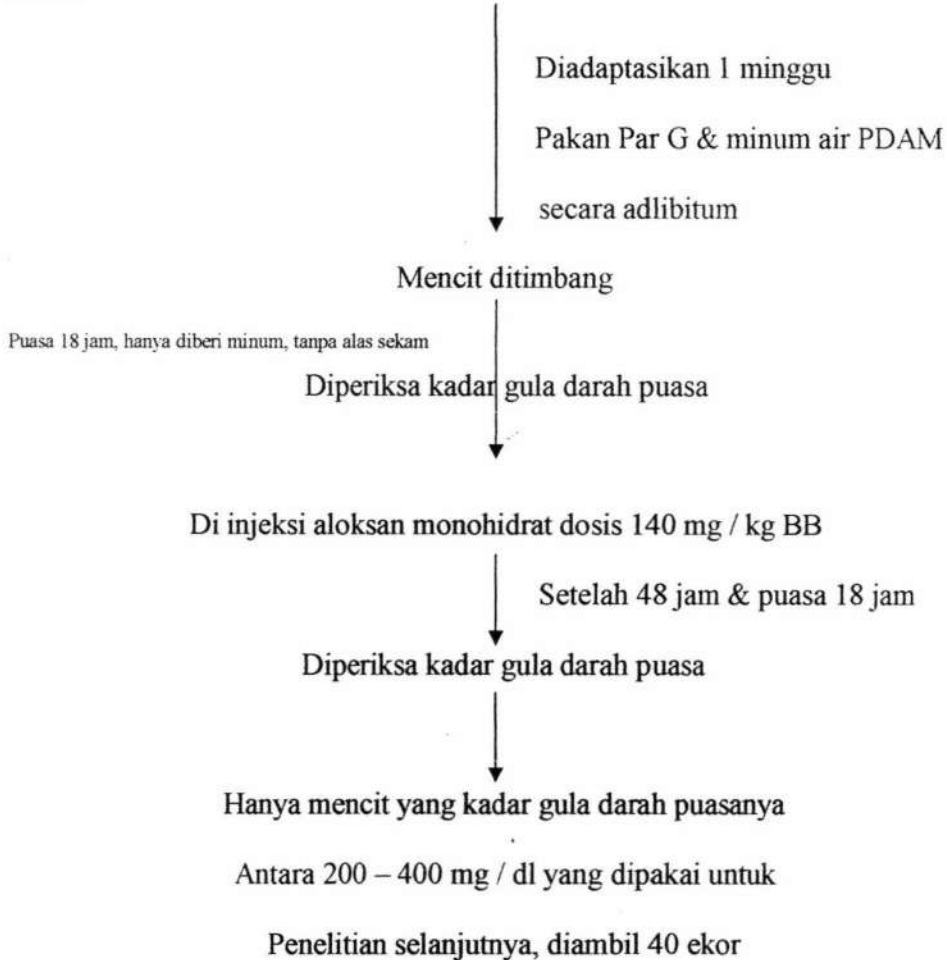 Diadaptasikan 1 minggu
Pakan Par G & minum air PDAM
secara adlibitum
Mencit ditimbang
Puasa 18 jam, hanya diberi minum, tanpa alas sekam
Diperiksa kadar gula darah puasa
Di injeksi aloksan monohidrat dosis 140 mg / kg BB
Setelah 48 jam & puasa 18 jam
Diperiksa kadar gula darah puasa
Hanya mencit yang kadar gula darah puasanya
Antara 200 – 400 mg / dl yang dipakai untuk
Penelitian selanjutnya, diambil 40 ekor